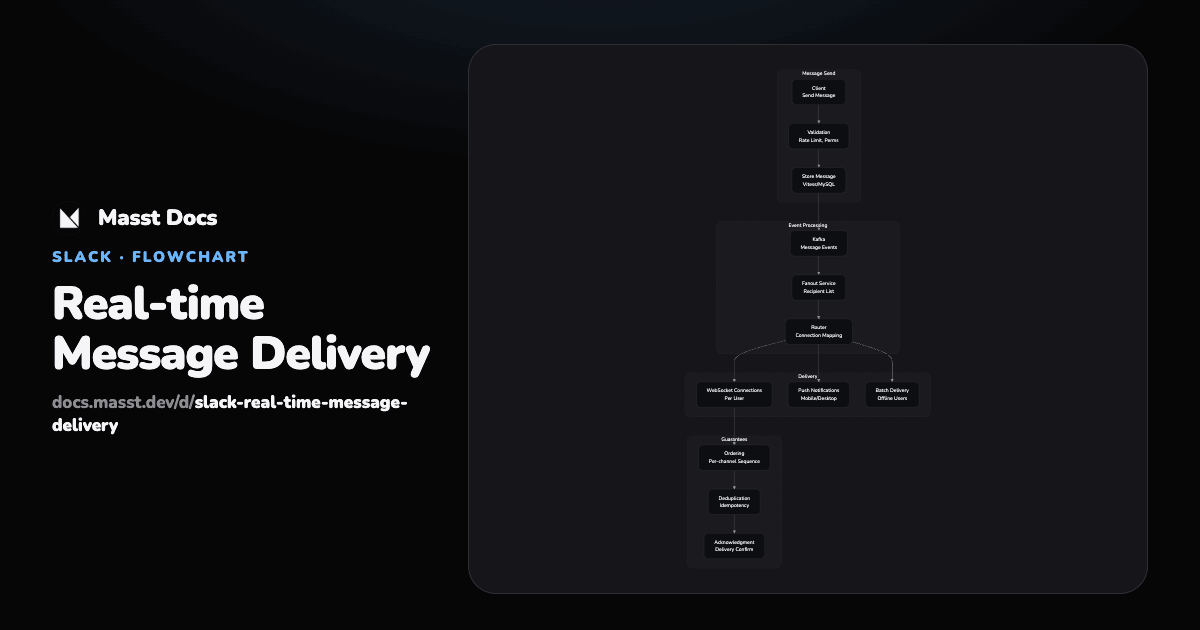 Masst Docs
SLACK · FLOWCHART
Real-time
Message Delivery
docs.masst.dev/d/slack-real-time-message-
delivery
Message Send
Client
Send Message
Validation
Rate Limit, Perms
Store Message
Vitess/MySQL
Event Processing
Kafka
Message Events
Fanout Service
Recipient List
Router
Connection Mapping
Delivery
WebSocket Connections
Per User
Push Notifications
Mobile/Desktop
Batch Delivery
Offline Users
Guarantees
Ordering
Per-channel Sequence
Deduplication
Idempotency
Acknowledgment
Delivery Confirm